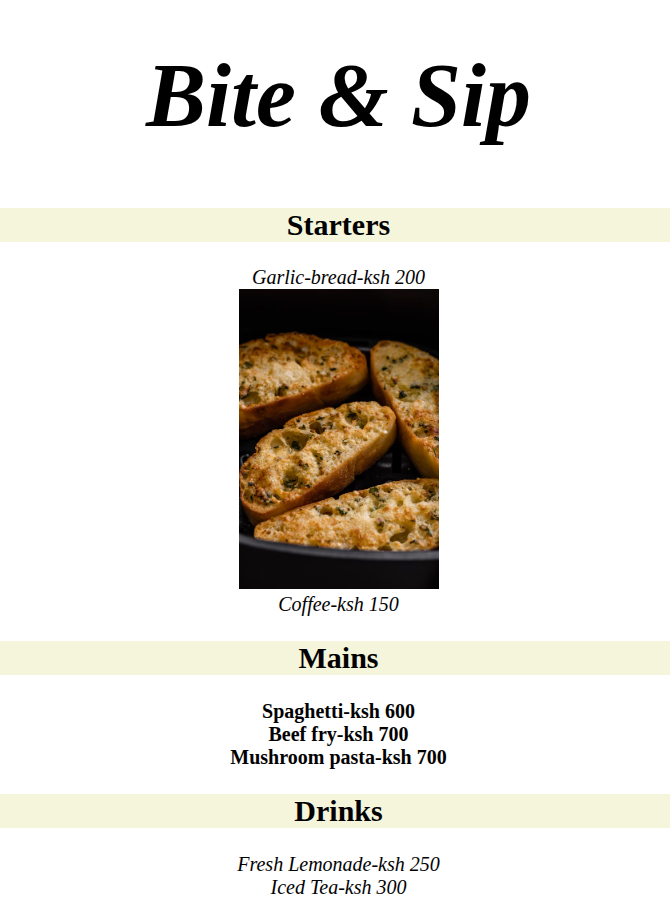 Bite & Sip
Starters
Garlic-bread-ksh 200
Coffee-ksh 150
Mains
Spaghetti-ksh 600
Beef fry-ksh 700
Mushroom pasta-ksh 700
Drinks
Fresh Lemonade-ksh 250
Iced Tea-ksh 300